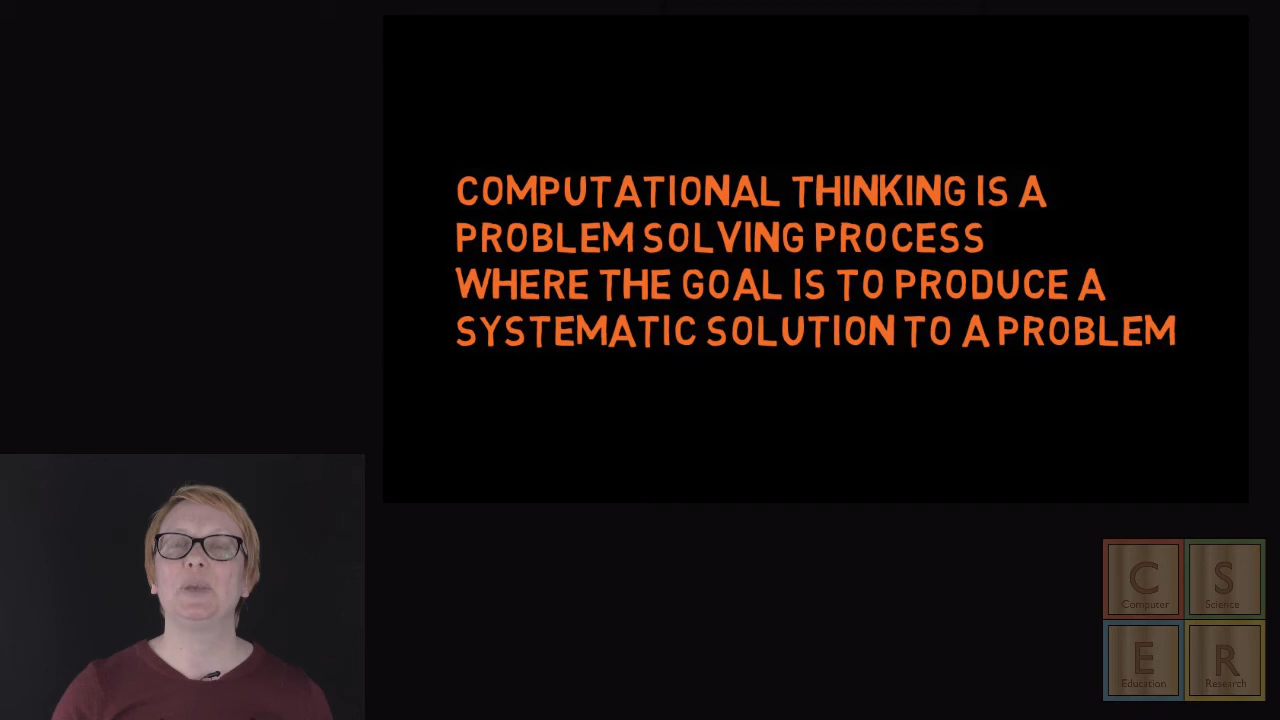 COMPUTATIONAL THINKING IS A
PROBLEM SOLVING PROCESS
WHERE THE GOAL IS TO PRODUCE A
SYSTEMATIC SOLUTION TO A PROBLEM
C S
Computer Science
E R
Education Research